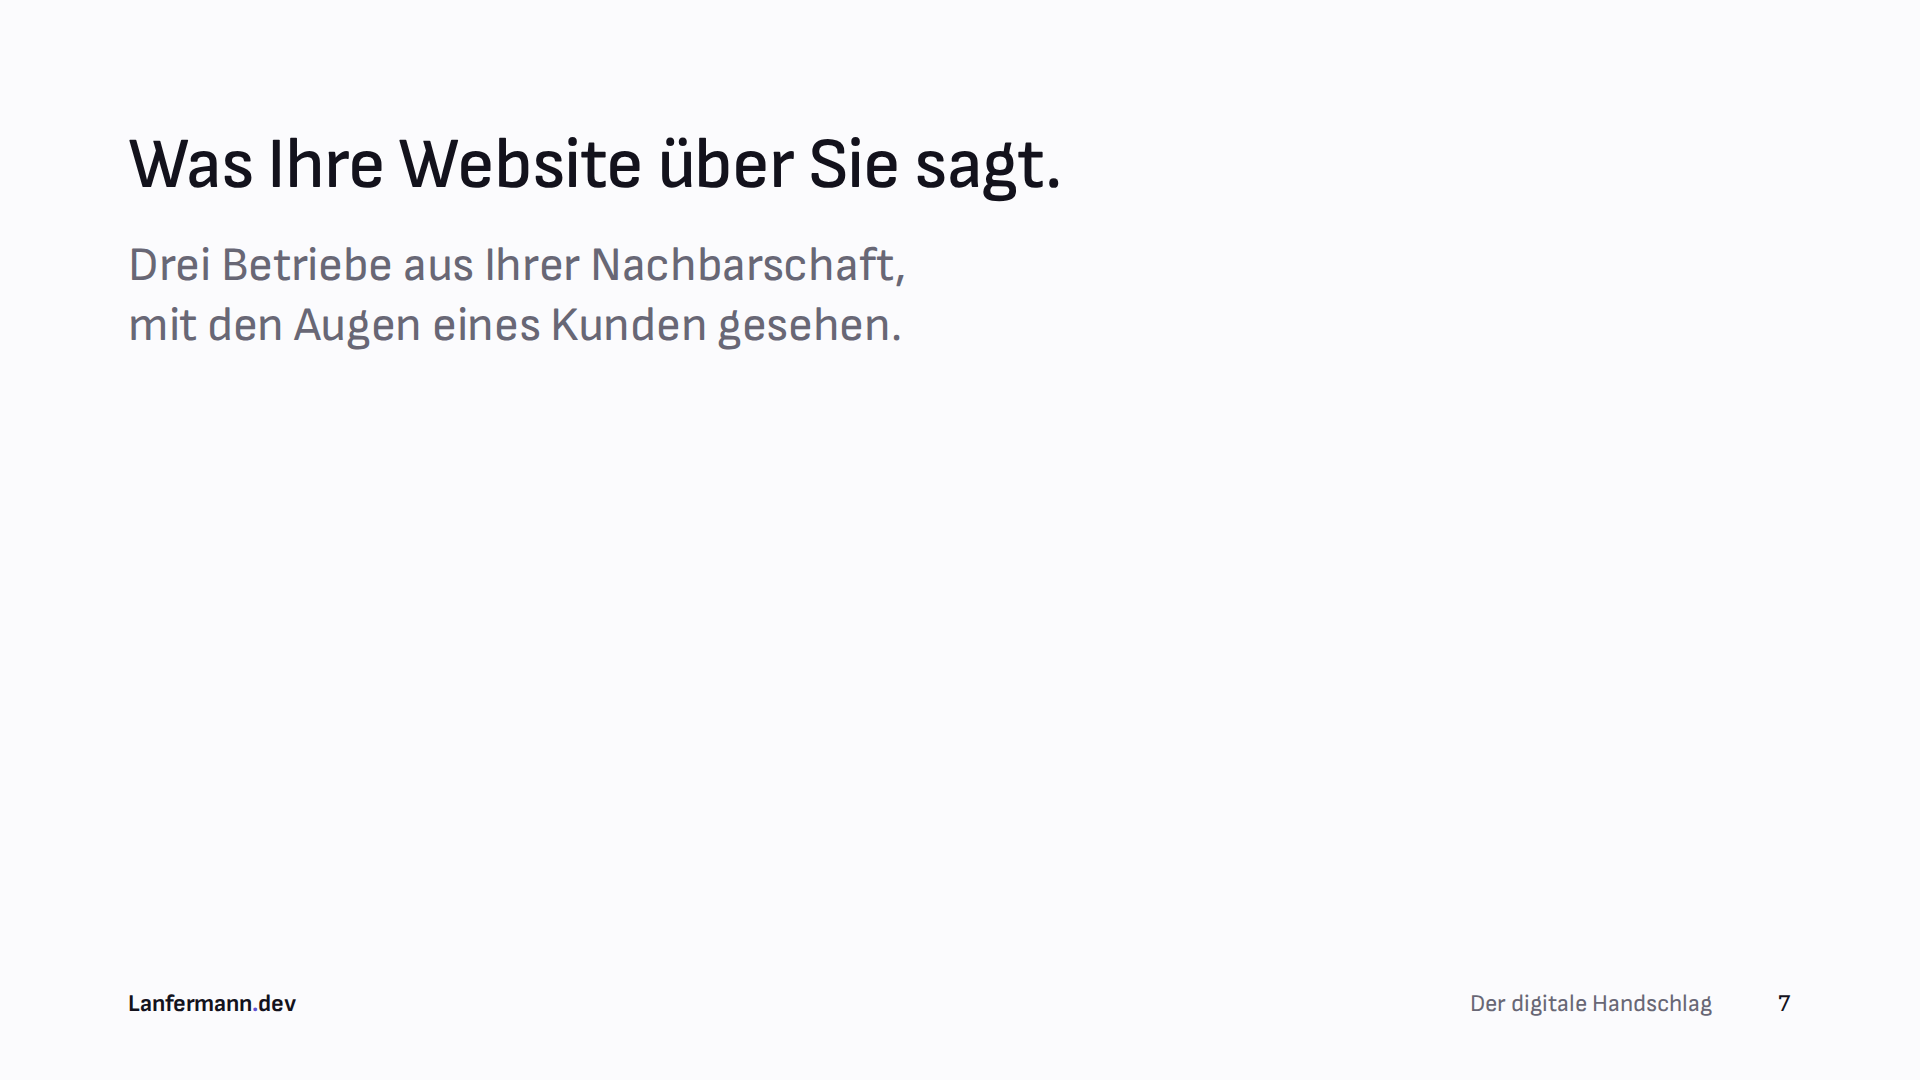 Was Ihre Website über Sie sagt.
Drei Betriebe aus Ihrer Nachbarschaft,
mit den Augen eines Kunden gesehen.
Lanfermann.dev
Der digitale Handschlag
7